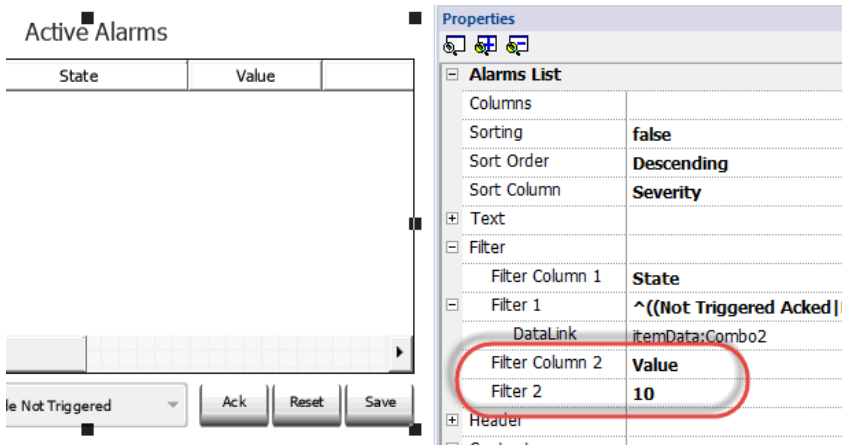 Active Alarms
State Value
le Not Triggered
Ack Reset Save
Properties
Alarms List
Columns
Sorting false
Sort Order Descending
Sort Column Severity
Text
Filter
Filter Column 1 State
Filter 1 ^((Not Triggered Acked|
DataLink itemData:Combo2
Filter Column 2 Value
Filter 2 10
Header